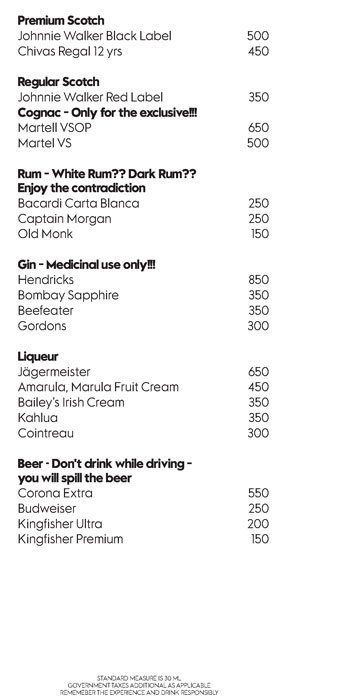 Premium Scotch
Johnnie Walker Black Label 500
Chivas Regal 12 yrs 450
Regular Scotch
Johnnie Walker Red Label 350
Cognac - Only for the exclusive!!!
Martell VSOP 650
Martel VS 500
Rum - White Rum?? Dark Rum??
Enjoy the contradiction
Bacardi Carta Blanca 250
Captain Morgan 250
Old Monk 150
Gin - Medicinal use only!!!
Hendricks 850
Bombay Sapphire 350
Beefeater 350
Gordons 300
Liqueur
Jägermeister 650
Amarula, Marula Fruit Cream 450
Bailey's Irish Cream 350
Kahlua 350
Cointreau 300
Beer - Don't drink while driving -
you will spill the beer
Corona Extra 550
Budweiser 250
Kingfisher Ultra 200
Kingfisher Premium 150
STANDARD MEASURE IS 30 ML
GOVERNMENT TAXES ADDITIONAL AS APPLICABLE
REMEMEBER THE EXPERIENCE AND DRINK RESPONSIBLY